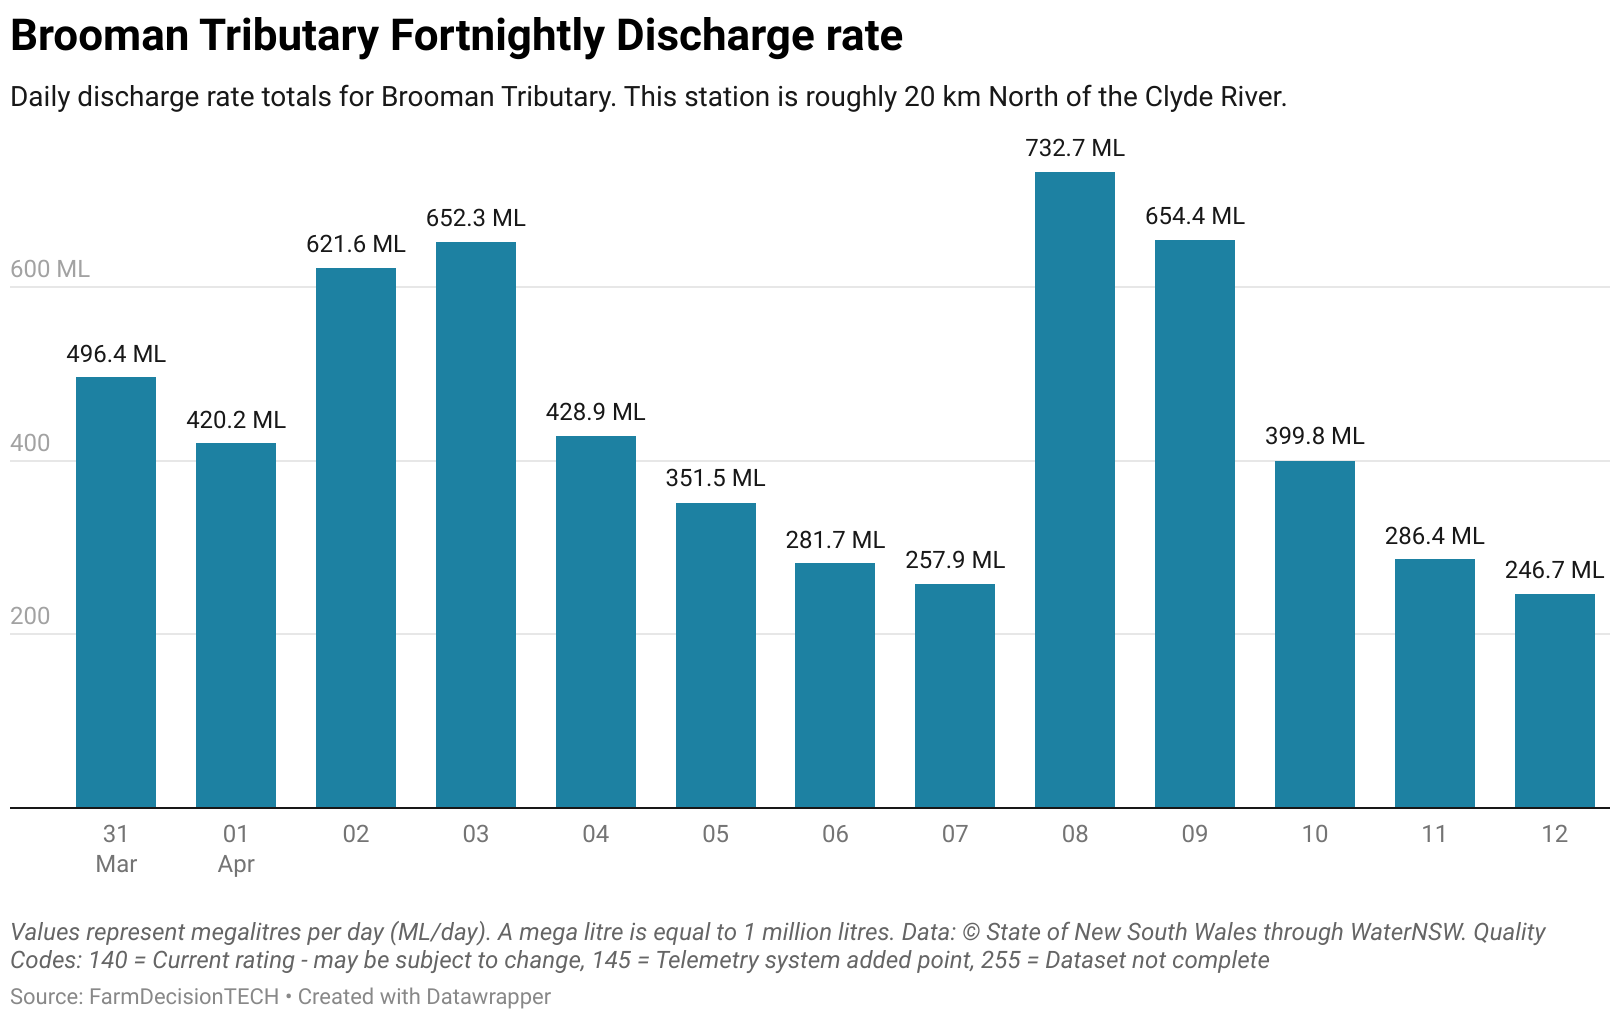 Brooman Tributary Fortnightly Discharge rate
Daily discharge rate totals for Brooman Tributary. This station is roughly 20 km North of the Clyde River.
732.7 ML
652.3 ML
654.4 ML
621.6 ML
600 ML
496.4 ML
420.2 ML
428.9 ML
399.8 ML
400
351.5 ML
281.7 ML
257.9 ML
286.4 ML
246.7 ML
200
31 01 02 03 04 05 06 07 08 09 10 11 12
Mar Apr
Values represent megalitres per day (ML/day). A mega litre is equal to 1 million litres. Data: © State of New South Wales through WaterNSW. Quality
Codes: 140 = Current rating - may be subject to change, 145 = Telemetry system added point, 255 = Dataset not complete
Source: FarmDecisionTECH • Created with Datawrapper